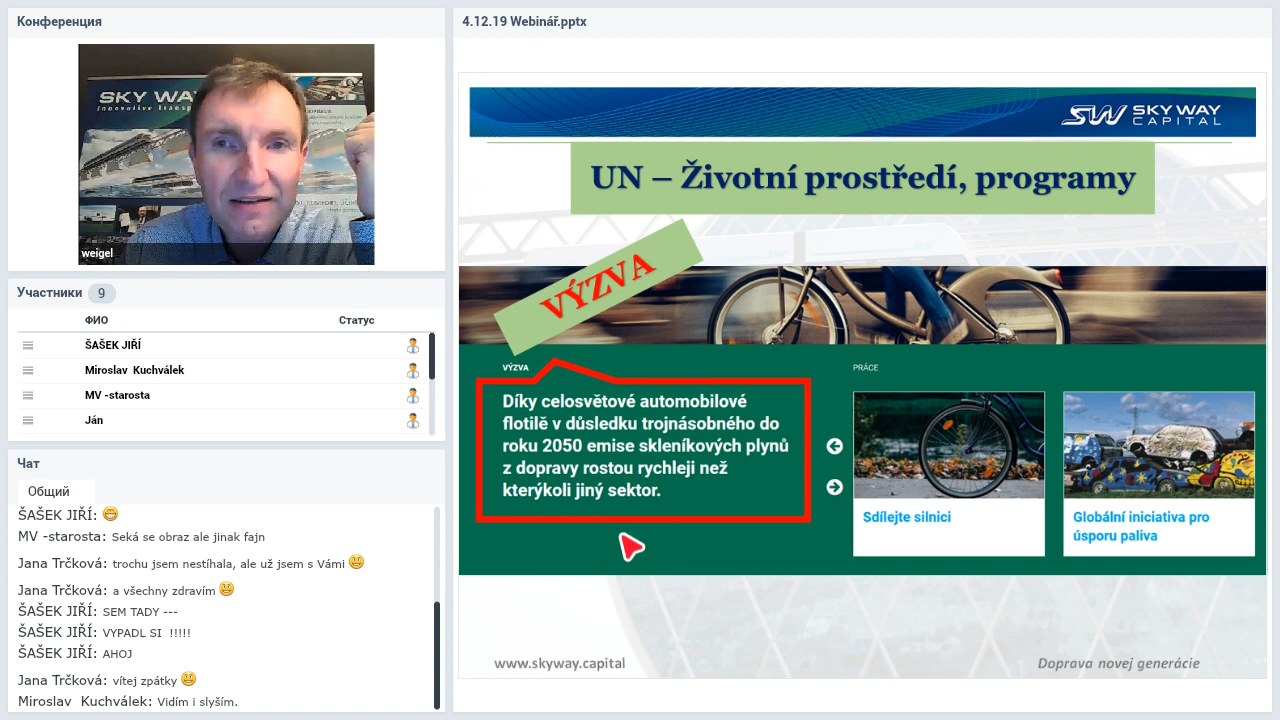 Конференция
SKY WA
weigel
Участники 9
ФИО Статус
ŠAŠEK JIŘÍ
Miroslav Kuchválek
MV -starosta
Ján
Чат
Общий
ŠAŠEK JIŘÍ:
MV -starosta: Seká se obraz ale jinak fajn
Jana Trčková: trochu jsem nestíhala, ale už jsem s Vámi
Jana Trčková: a všechny zdravím
ŠAŠEK JIŘÍ: SEM TADY ---
ŠAŠEK JIŘÍ: VYPADL SI !!!!!
ŠAŠEK JIŘÍ: AHOJ
Jana Trčková: vítej zpátky
Miroslav Kuchválek: Vidím i slyším.
4.12.19 Webinář.pptx
SW SKY WAY
CAPITAL
UN – Životní prostředí, programy
VÝZVA
VÝZVA
Díky celosvětové automobilové
flotilě v důsledku trojnásobného do
roku 2050 emise skleníkových plynů
z dopravy rostou rychleji než
kterýkoli jiný sektor.
PRÁCE
Sdílejte silnici
Globální iniciativa pro
úsporu paliva
www.skyway.capital
Doprava novej generácie